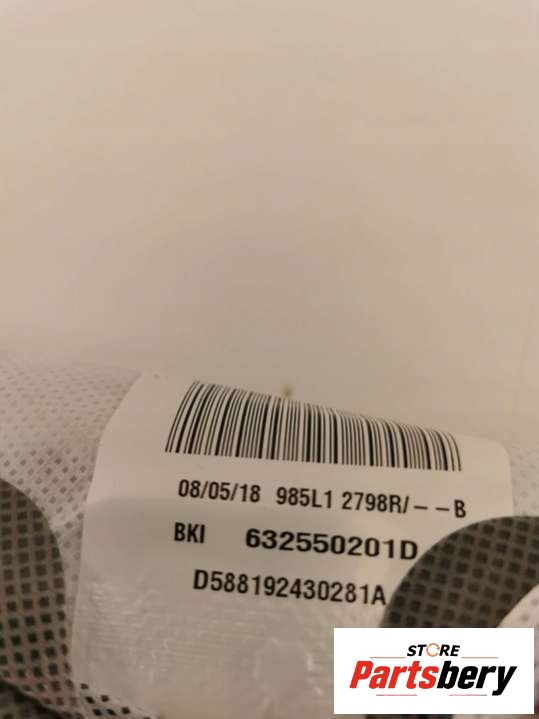 08/05/18 985L1 2798R/--B
BKI 632550201D
D588192430281A
STORE
Partsbery